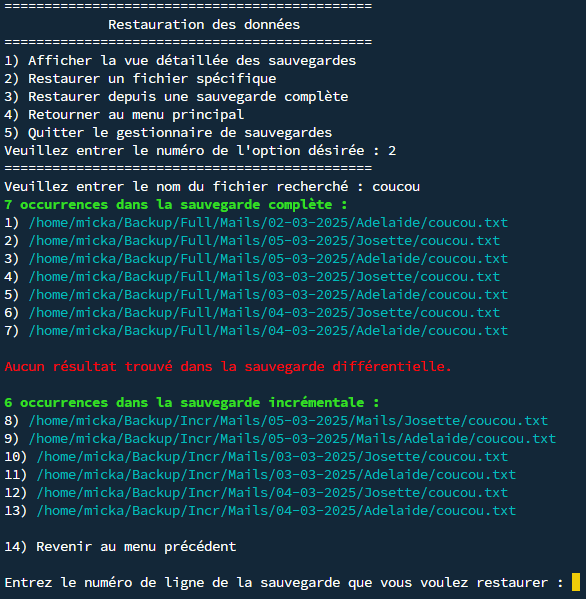 ==============================================
Restauration des données
==============================================
1) Afficher la vue détaillée des sauvegardes
2) Restaurer un fichier spécifique
3) Restaurer depuis une sauvegarde complète
4) Retourner au menu principal
5) Quitter le gestionnaire de sauvegardes
Veuillez entrer le numéro de l'option désirée : 2
==============================================
Veuillez entrer le nom du fichier recherché : coucou
7 occurrences dans la sauvegarde complète :
1) /home/micka/Backup/Full/Mails/02-03-2025/Adelaide/coucou.txt
2) /home/micka/Backup/Full/Mails/05-03-2025/Josette/coucou.txt
3) /home/micka/Backup/Full/Mails/05-03-2025/Adelaide/coucou.txt
4) /home/micka/Backup/Full/Mails/03-03-2025/Josette/coucou.txt
5) /home/micka/Backup/Full/Mails/03-03-2025/Adelaide/coucou.txt
6) /home/micka/Backup/Full/Mails/04-03-2025/Josette/coucou.txt
7) /home/micka/Backup/Full/Mails/04-03-2025/Adelaide/coucou.txt
Aucun résultat trouvé dans la sauvegarde différentielle.
6 occurrences dans la sauvegarde incrémentale :
8) /home/micka/Backup/Incr/Mails/05-03-2025/Mails/Josette/coucou.txt
9) /home/micka/Backup/Incr/Mails/05-03-2025/Mails/Adelaide/coucou.txt
10) /home/micka/Backup/Incr/Mails/03-03-2025/Josette/coucou.txt
11) /home/micka/Backup/Incr/Mails/03-03-2025/Adelaide/coucou.txt
12) /home/micka/Backup/Incr/Mails/04-03-2025/Josette/coucou.txt
13) /home/micka/Backup/Incr/Mails/04-03-2025/Adelaide/coucou.txt
14) Revenir au menu précédent
Entrez le numéro de ligne de la sauvegarde que vous voulez restaurer :